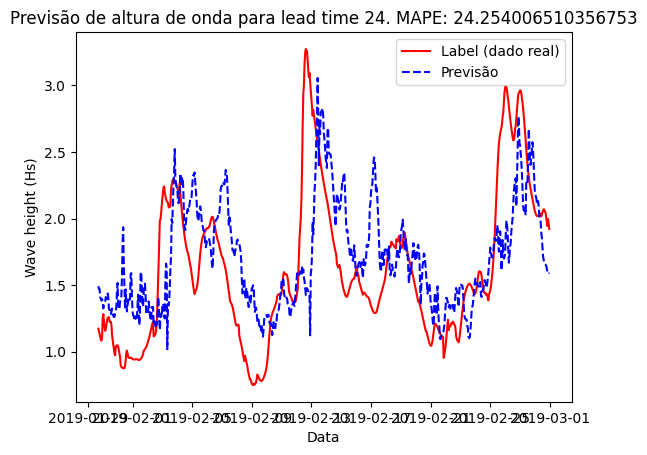 Previsão de altura de onda para lead time 24. MAPE: 24.254006510356753
Label (dado real)
Previsão
Wave height (Hs)
3.0
2.5
2.0
1.5
1.0
2019-01-29 2019-02-01 2019-02-05 2019-02-09 2019-02-13 2019-02-17 2019-02-21 2019-02-25 2019-03-01
Data